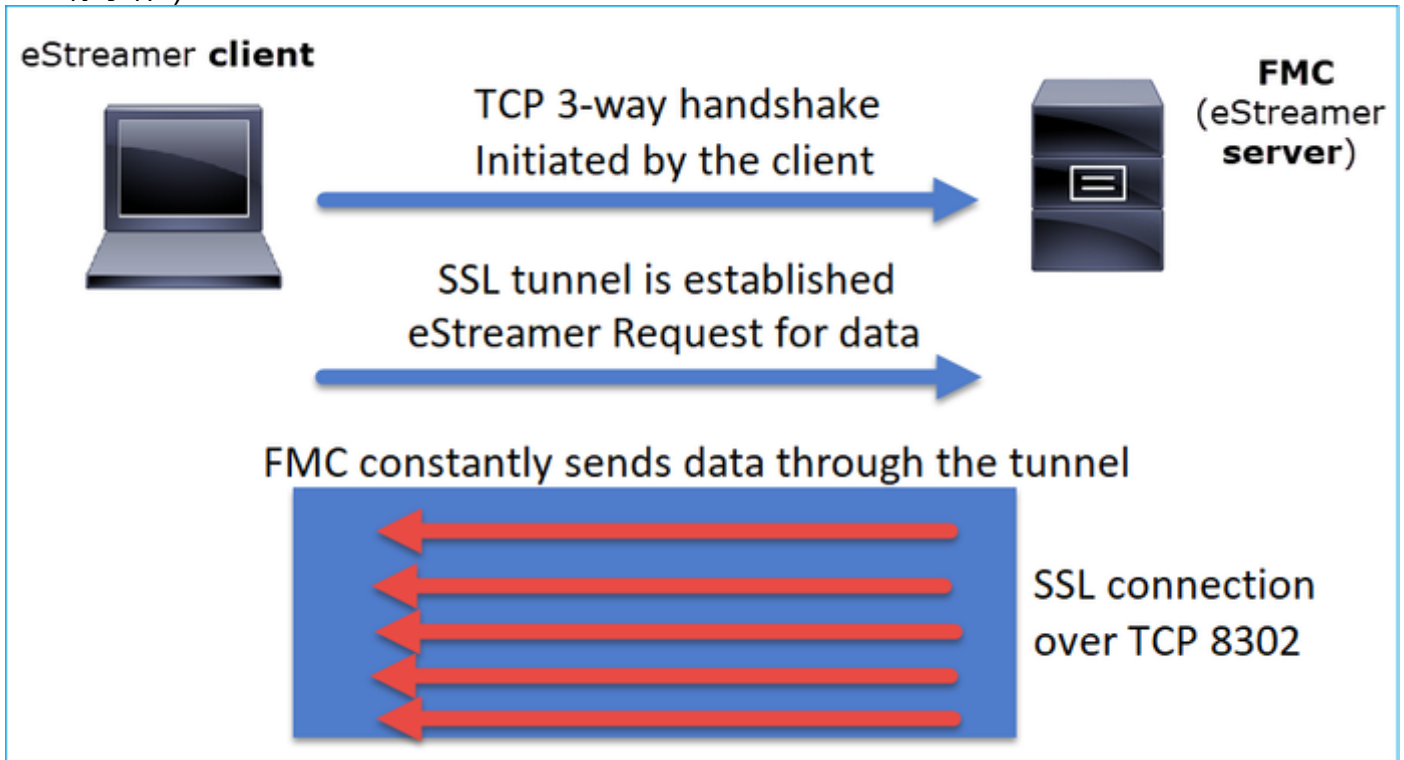 eStreamer client
FMC
(eStreamer
server)
TCP 3-way handshake
Initiated by the client
SSL tunnel is established
eStreamer Request for data
FMC constantly sends data through the tunnel
SSL connection
over TCP 8302